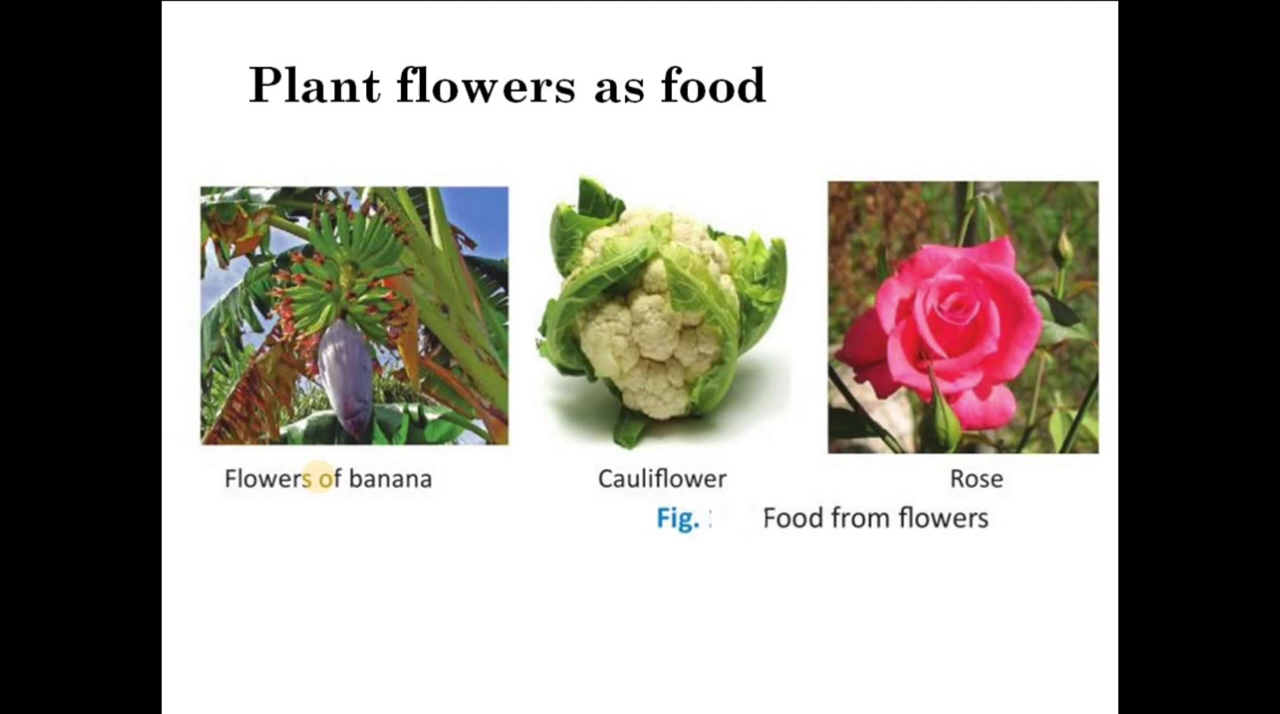 Plant flowers as food
Flowers of banana
Cauliflower
Rose
Fig. : Food from flowers